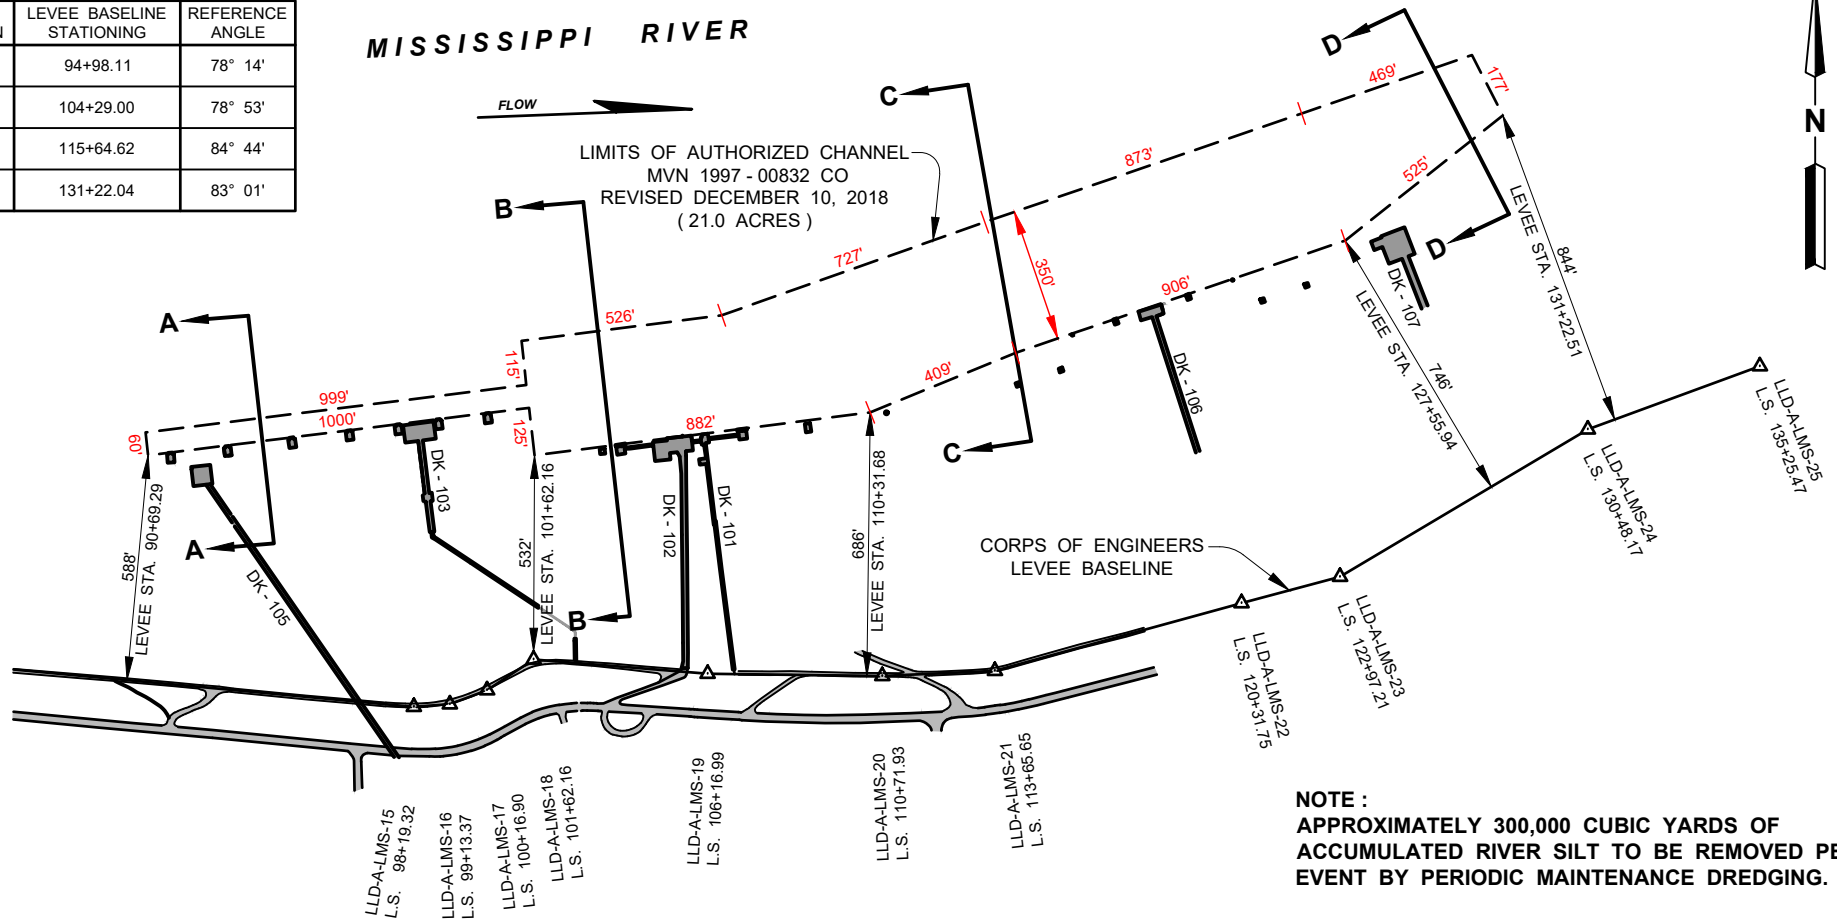 LEVEE BASELINE STATIONING
REFERENCE ANGLE
N
94+98.11 78° 14'
104+29.00 78° 53'
115+64.62 84° 44'
131+22.04 83° 01'
MISSISSIPPI RIVER
FLOW
LIMITS OF AUTHORIZED CHANNEL
MVN 1997 - 00832 CO
REVISED DECEMBER 10, 2018
( 21.0 ACRES )
N
A
A
B
B
C
C
D
D
60'
999'
1000'
115'
125'
526'
727'
873'
469'
177'
525'
350'
906'
409'
882'
588'
LEVEE STA. 90+69.29
532'
LEVEE STA. 101+62.16
686'
LEVEE STA. 110+31.68
746'
LEVEE STA. 127+55.94
844'
LEVEE STA. 131+22.51
DK - 105
DK - 103
DK - 102
DK - 101
DK - 106
DK - 107
CORPS OF ENGINEERS
LEVEE BASELINE
LLD-A-LMS-15
L.S. 98+19.32
LLD-A-LMS-16
L.S. 99+13.37
LLD-A-LMS-17
L.S. 100+16.90
LLD-A-LMS-18
L.S. 101+62.16
LLD-A-LMS-19
L.S. 106+16.99
LLD-A-LMS-20
L.S. 110+71.93
LLD-A-LMS-21
L.S. 113+65.65
LLD-A-LMS-22
L.S. 120+31.75
LLD-A-LMS-23
L.S. 122+97.21
LLD-A-LMS-24
L.S. 130+48.17
LLD-A-LMS-25
L.S. 135+25.47
NOTE :
APPROXIMATELY 300,000 CUBIC YARDS OF
ACCUMULATED RIVER SILT TO BE REMOVED PE
EVENT BY PERIODIC MAINTENANCE DREDGING.